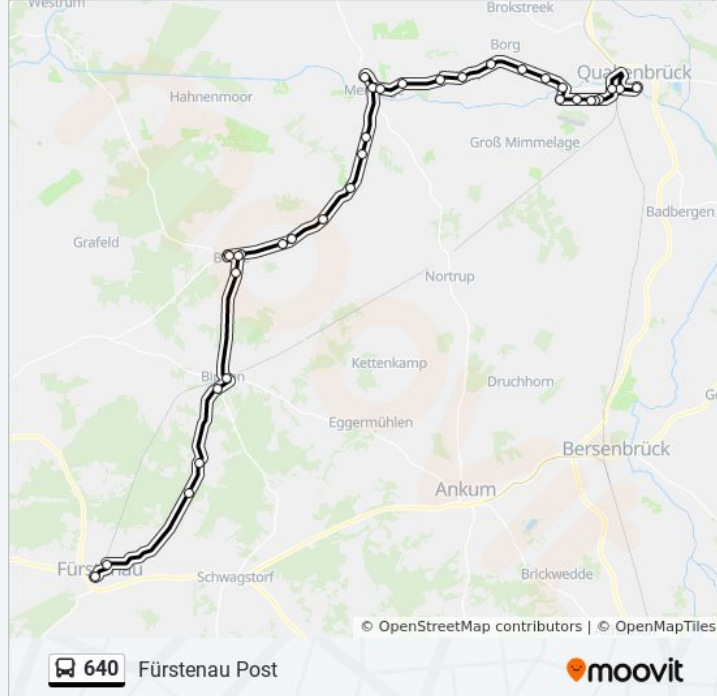 Westrum
Brokstreek
Borg
Quakenbrück
Hahnenmoor
Groß Mimmelage
Badbergen
Grafeld
Nortrup
Kettenkamp
Druchhorn
Eggermühlen
Bersenbrück
Ankum
Fürstenau
Schwagstorf
Brickwedde
© OpenStreetMap contributors | © OpenMapTiles
640 Fürstenau Post
moovit